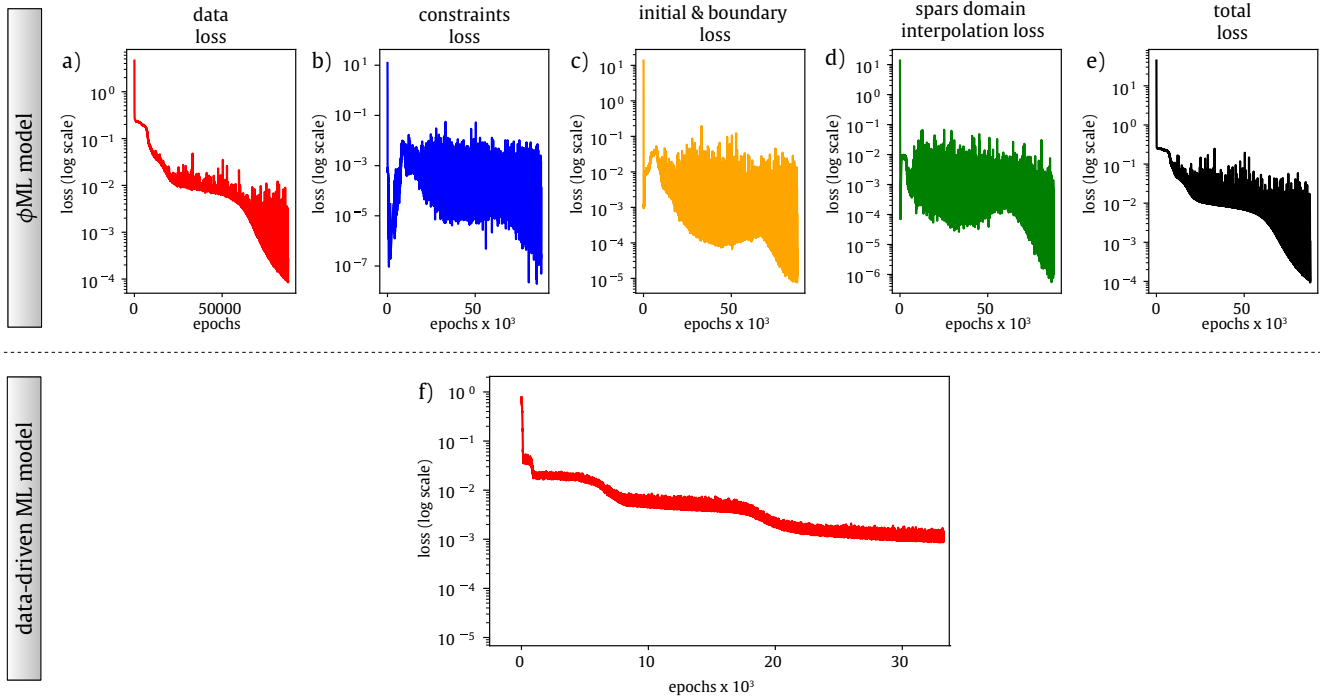 ϕML model
data
loss
constraints
loss
initial & boundary
loss
spars domain
interpolation loss
total
loss
a)
loss (log scale)
10⁰
10⁻¹
10⁻²
10⁻³
10⁻⁴
0 50000
epochs
b)
loss (log scale)
10¹
10⁻¹
10⁻³
10⁻⁵
10⁻⁷
0 50
epochs x 10³
c)
loss (log scale)
10¹
10⁰
10⁻¹
10⁻²
10⁻³
10⁻⁴
10⁻⁵
0 50
epochs x 10³
d)
loss (log scale)
10¹
10⁰
10⁻¹
10⁻²
10⁻³
10⁻⁴
10⁻⁵
10⁻⁶
0 50
epochs x 10³
e)
loss (log scale)
10¹
10⁰
10⁻¹
10⁻²
10⁻³
10⁻⁴
0 50
epochs x 10³
data-driven ML model
f)
loss (log scale)
10⁰
10⁻¹
10⁻²
10⁻³
10⁻⁴
10⁻⁵
0 10 20 30
epochs x 10³